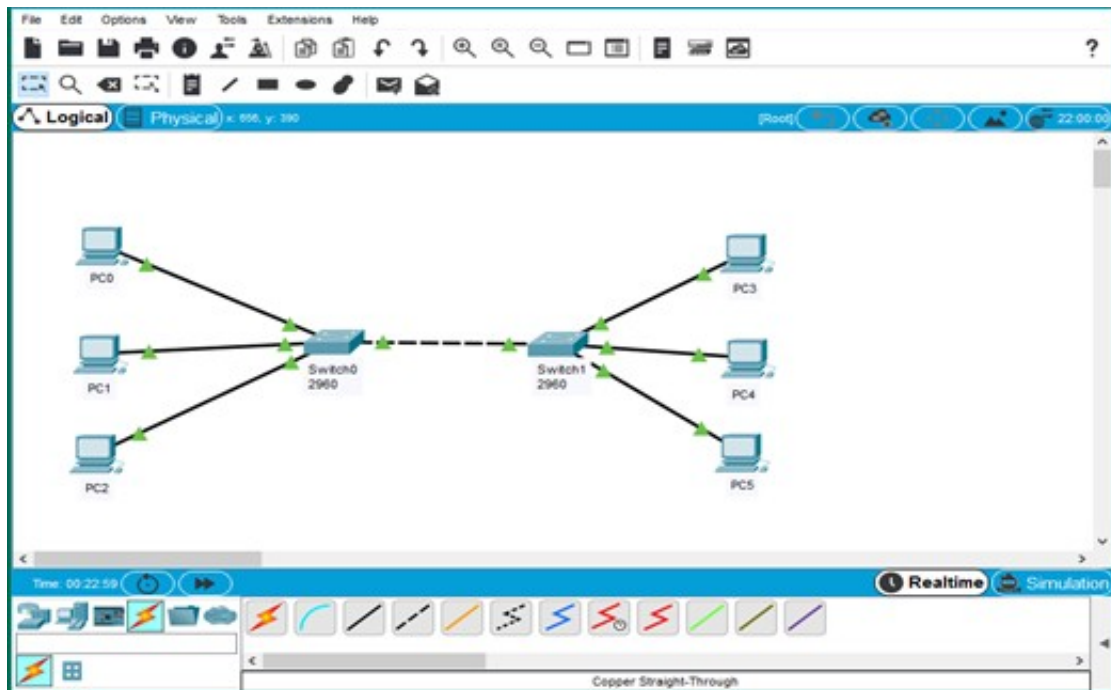 File Edit Options View Tools Extensions Help
?
Logical Physical x: 656, y: 390 [Root] 22:00:00
PC0
PC3
PC1
Switch0
2960
Switch1
2960
PC4
PC2
PC5
Time: 00:22:59 Realtime Simulation
Copper Straight-Through